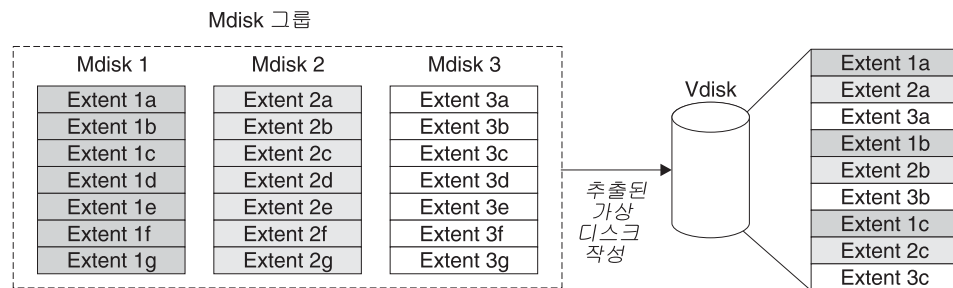 Mdisk 그룹
Mdisk 1
Extent 1a
Extent 1b
Extent 1c
Extent 1d
Extent 1e
Extent 1f
Extent 1g
Mdisk 2
Extent 2a
Extent 2b
Extent 2c
Extent 2d
Extent 2e
Extent 2f
Extent 2g
Mdisk 3
Extent 3a
Extent 3b
Extent 3c
Extent 3d
Extent 3e
Extent 3f
Extent 3g
추출된
가상
디스크
작성
Vdisk
Extent 1a
Extent 2a
Extent 3a
Extent 1b
Extent 2b
Extent 3b
Extent 1c
Extent 2c
Extent 3c